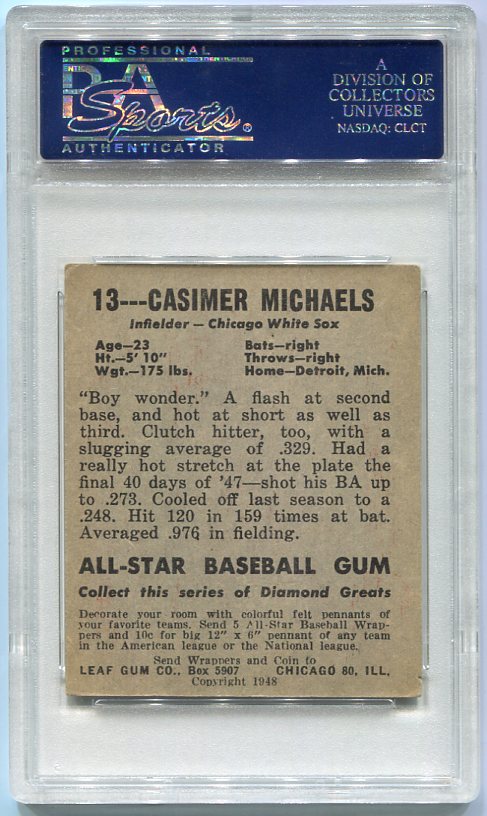 PROFESSIONAL
PSA
Sports®
AUTHENTICATOR
A
DIVISION OF
COLLECTORS
UNIVERSE
NASDAQ: CLCT
13---CASIMER MICHAELS
Infielder — Chicago White Sox
Age—23 Bats—right
Ht.—5' 10" Throws—right
Wgt.—175 lbs. Home—Detroit, Mich.
"Boy wonder." A flash at second
base, and hot at short as well as
third. Clutch hitter, too, with a
slugging average of .329. Had a
really hot stretch at the plate the
final 40 days of '47—shot his BA up
to .273. Cooled off last season to a
.248. Hit 120 in 159 times at bat.
Averaged .976 in fielding.
ALL-STAR BASEBALL GUM
Collect this series of Diamond Greats
Decorate your room with colorful felt pennants of
your favorite teams. Send 5 All-Star Baseball Wrap-
pers and 10c for big 12" x 6" pennant of any team
in the American league or the National league.
Send Wrappers and Coin to
LEAF GUM CO., Box 5907 CHICAGO 80, ILL.
Copyright 1948